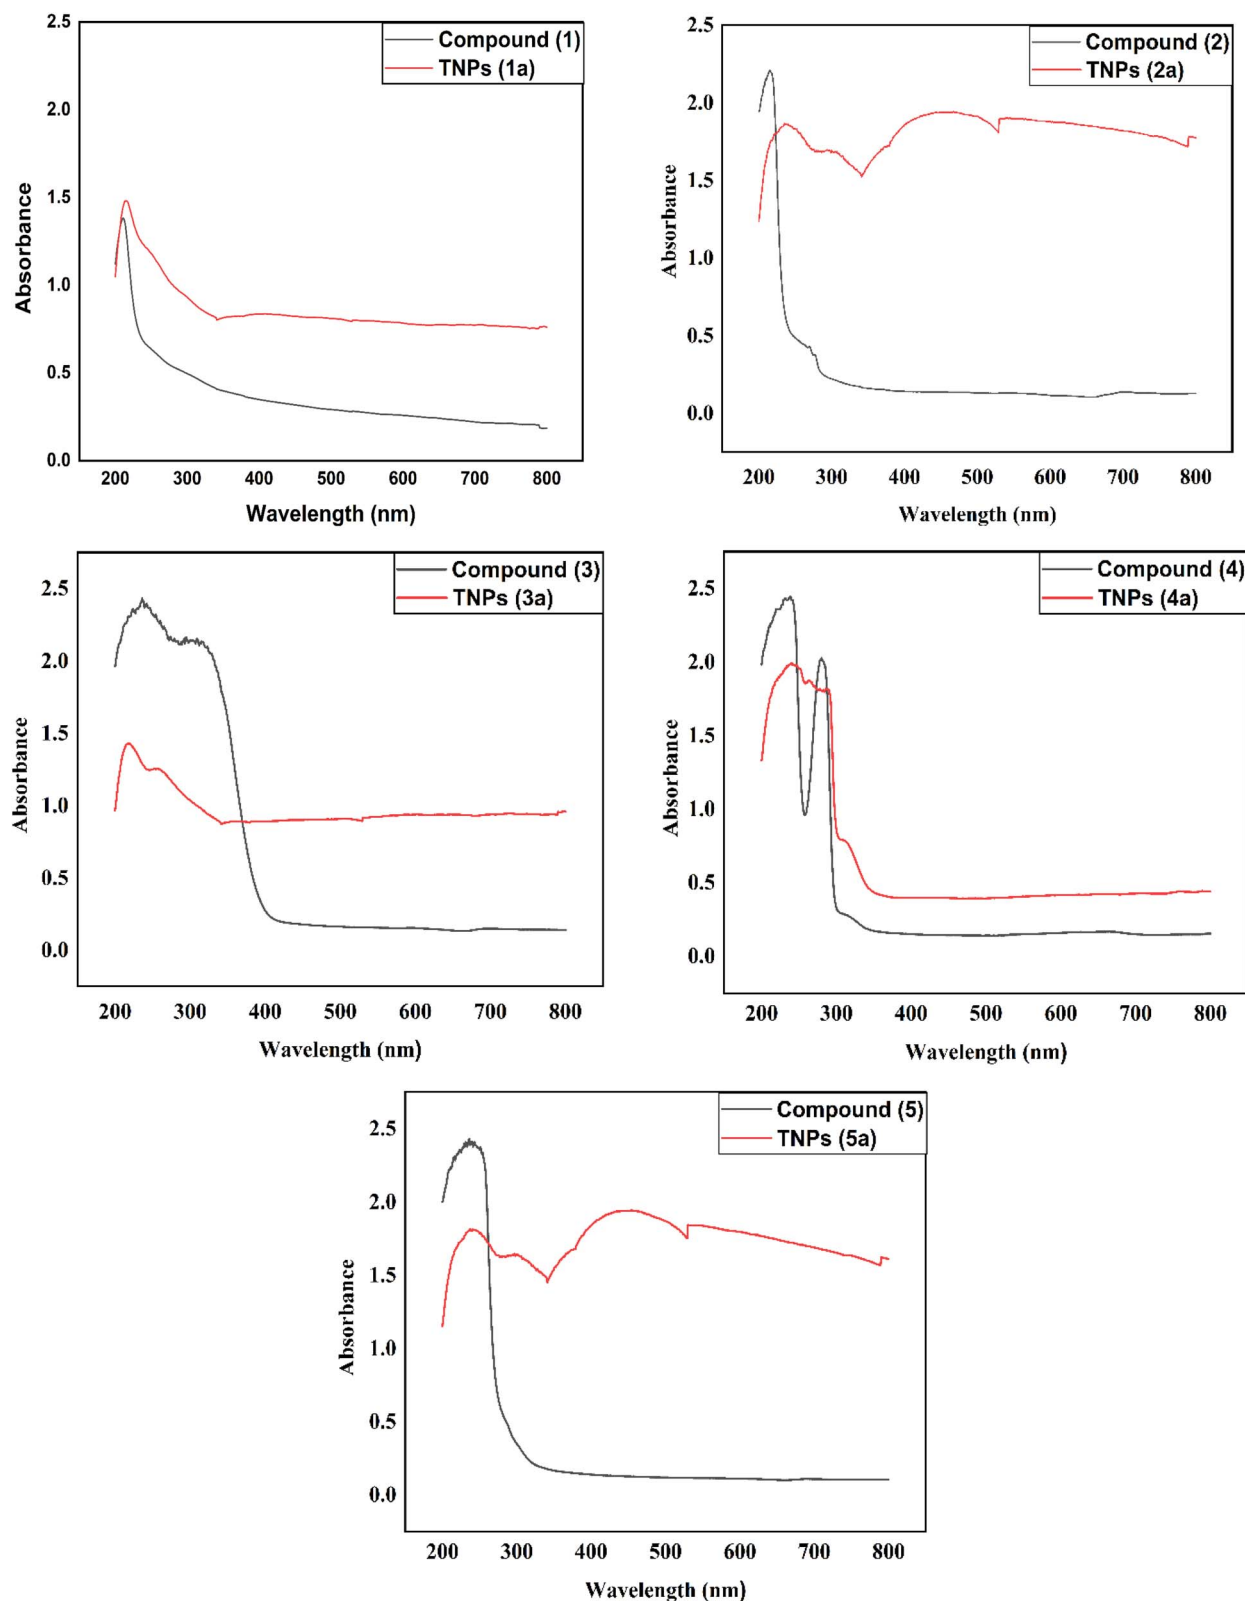 Compound (1)
TNPs (1a)
2.5
2.0
1.5
1.0
0.5
0.0
Absorbance
200 300 400 500 600 700 800
Wavelength (nm)
Compound (2)
TNPs (2a)
2.5
2.0
1.5
1.0
0.5
0.0
Absorbance
200 300 400 500 600 700 800
Wavelength (nm)
Compound (3)
TNPs (3a)
2.5
2.0
1.5
1.0
0.5
0.0
Absorbance
200 300 400 500 600 700 800
Wavelength (nm)
Compound (4)
TNPs (4a)
2.5
2.0
1.5
1.0
0.5
0.0
Absorbance
200 300 400 500 600 700 800
Wavelength (nm)
Compound (5)
TNPs (5a)
2.5
2.0
1.5
1.0
0.5
0.0
Absorbance
200 300 400 500 600 700 800
Wavelength (nm)